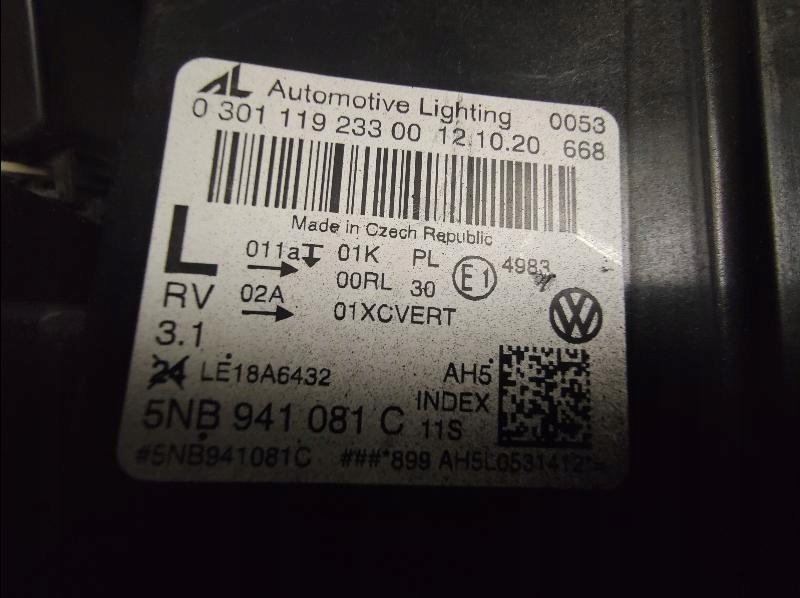 AL Automotive Lighting 0053
0 301 119 233 00 12.10.20 668
Made in Czech Republic
L 011a 01K PL E1 4983
00RL 30
RV 02A 01XCVERT
3.1
24 LE18A6432 AH5
5NB 941 081 C INDEX
11S
#5NB941081C ###*899 AH5L0531412*=
VW